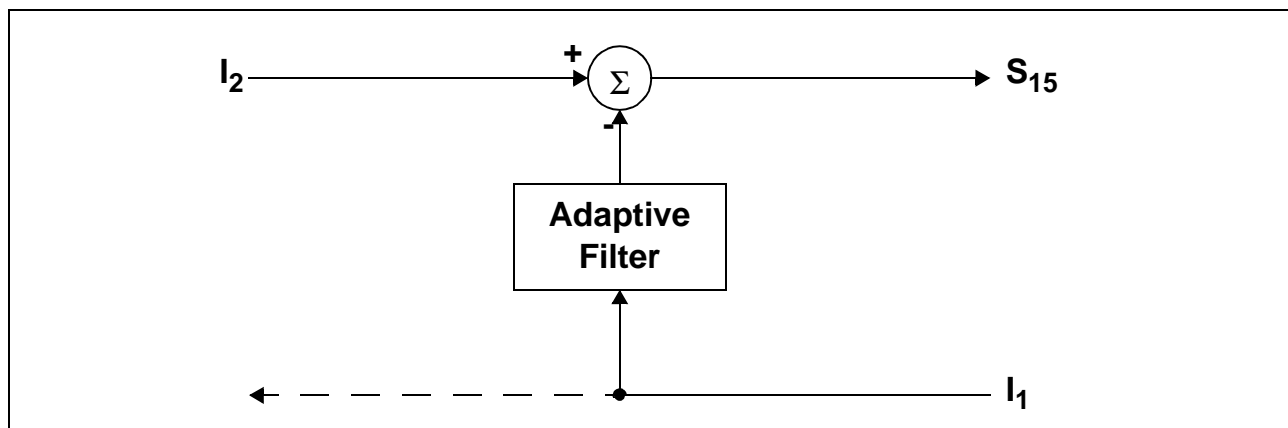 +
I₂
Σ
S₁₅
-
Adaptive
Filter
I₁